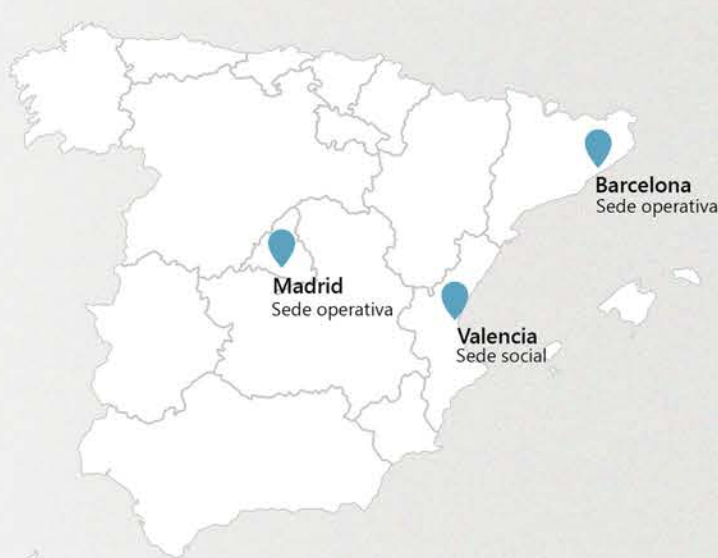 Barcelona
Sede operativa
Madrid
Sede operativa
Valencia
Sede social